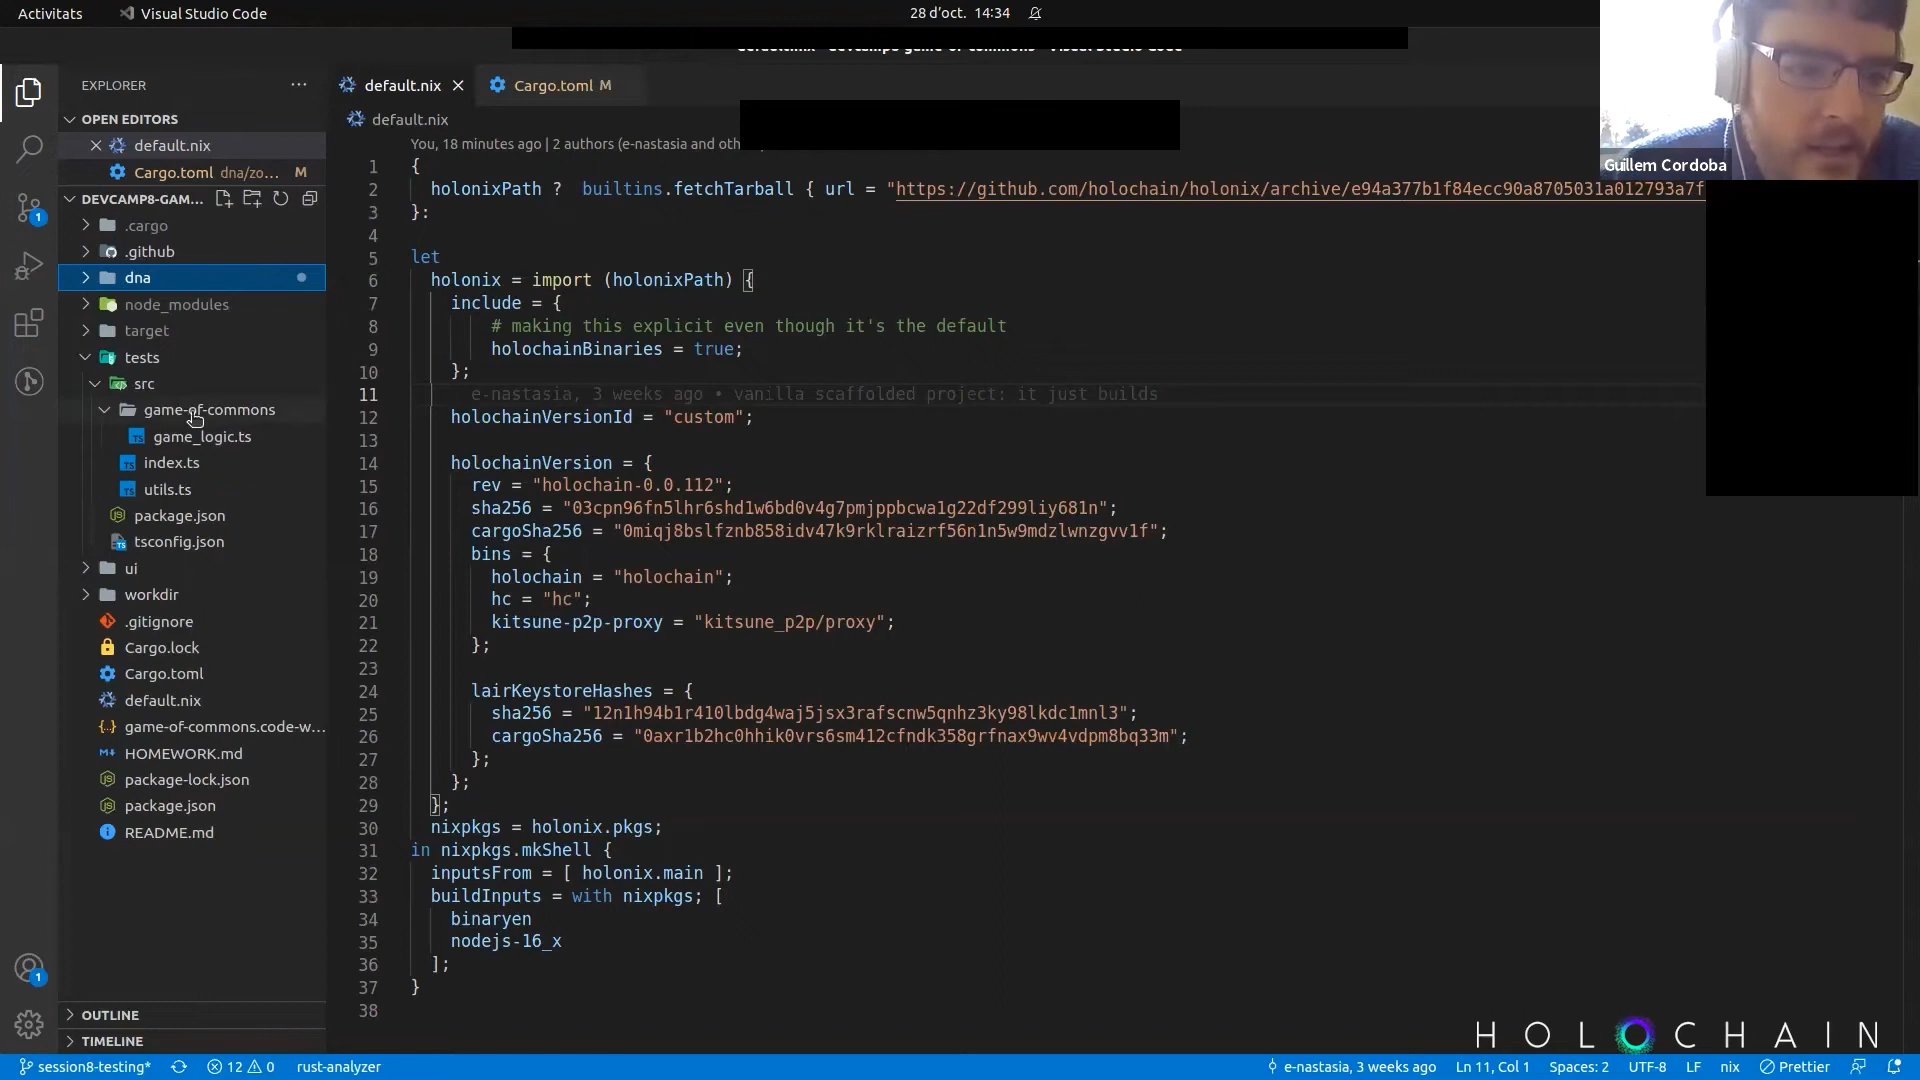 Activitats
Visual Studio Code
28 d'oct. 14:34
EXPLORER
OPEN EDITORS
default.nix
Cargo.toml dna/zo... M
DEVCAMP8-GAM...
.cargo
.github
dna
node_modules
target
tests
src
game-of-commons
game_logic.ts
index.ts
utils.ts
package.json
tsconfig.json
ui
workdir
.gitignore
Cargo.lock
Cargo.toml
default.nix
game-of-commons.code-w...
HOMEWORK.md
package-lock.json
package.json
README.md
OUTLINE
TIMELINE
default.nix
Cargo.toml M
default.nix
You, 18 minutes ago | 2 authors (e-nastasia and oth
1 {
2 holonixPath ? builtins.fetchTarball { url = "https://github.com/holochain/holonix/archive/e94a377b1f84ecc90a8705031a012793a7f
3 }:
4
5 let
6 holonix = import (holonixPath) {
7 include = {
8 # making this explicit even though it's the default
9 holochainBinaries = true;
10 };
11 e-nastasia, 3 weeks ago • vanilla scaffolded project: it just builds
12 holochainVersionId = "custom";
13
14 holochainVersion = {
15 rev = "holochain-0.0.112";
16 sha256 = "03cpn96fn5lhr6shd1w6bd0v4g7pmjppbcwa1g22df299liy681n";
17 cargoSha256 = "0miqj8bslfznb858idv47k9rklraizrf56n1n5w9mdzlwnzgvv1f";
18 bins = {
19 holochain = "holochain";
20 hc = "hc";
21 kitsune-p2p-proxy = "kitsune_p2p/proxy";
22 };
23
24 lairKeystoreHashes = {
25 sha256 = "12n1h94b1r410lbdg4waj5jsx3rafscnw5qnhz3ky98lkdc1mnl3";
26 cargoSha256 = "0axr1b2hc0hhik0vrs6sm412cfndk358grfnax9wv4vdpm8bq33m";
27 };
28 };
29 };
30 nixpkgs = holonix.pkgs;
31 in nixpkgs.mkShell {
32 inputsFrom = [ holonix.main ];
33 buildInputs = with nixpkgs; [
34 binaryen
35 nodejs-16_x
36 ];
37 }
38
Guillem Cordoba
HOLOCHAIN
1
1
session8-testing* 12 0 rust-analyzer
e-nastasia, 3 weeks ago Ln 11, Col 1 Spaces: 2 UTF-8 LF nix Prettier